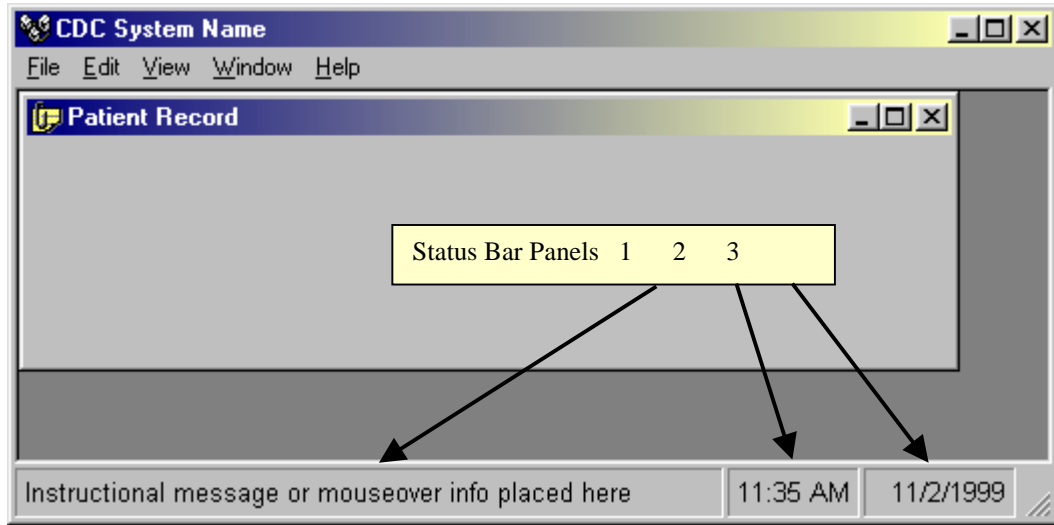 CDC System Name
File Edit View Window Help
Patient Record
Status Bar Panels 1 2 3
Instructional message or mouseover info placed here 11:35 AM 11/2/1999